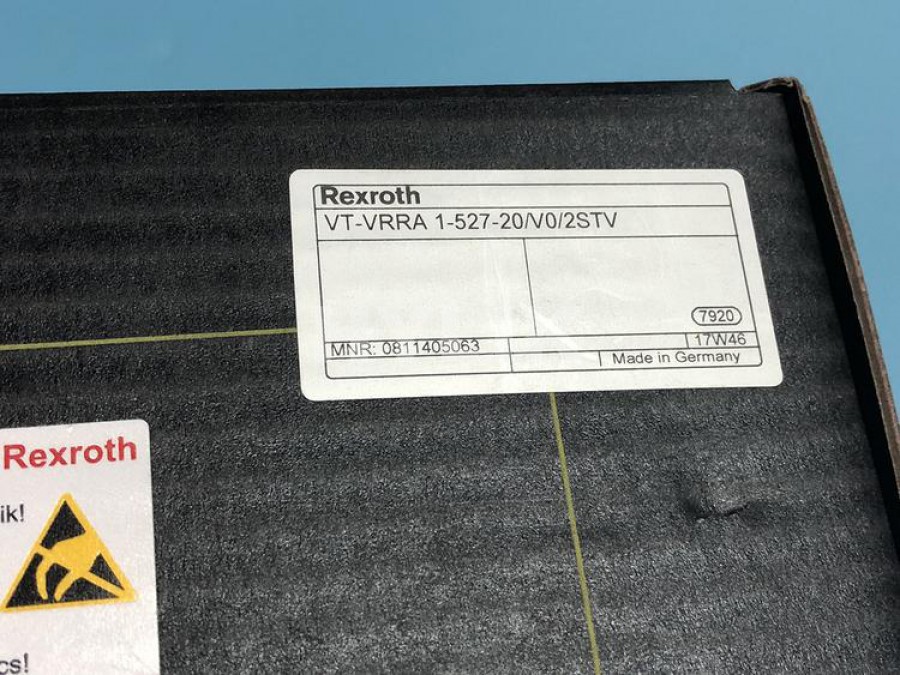 Rexroth
VT-VRRA 1-527-20/V0/2STV
7920
MNR: 0811405063
17W46
Made in Germany
Rexroth
ik!
cs!